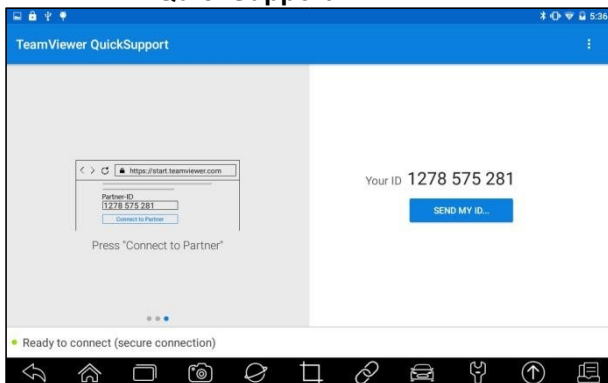 5:36
TeamViewer QuickSupport
https://start.teamviewer.com
Partner-ID
1278 575 281
Connect to Partner
Press "Connect to Partner"
Your ID 1278 575 281
SEND MY ID...
Ready to connect (secure connection)